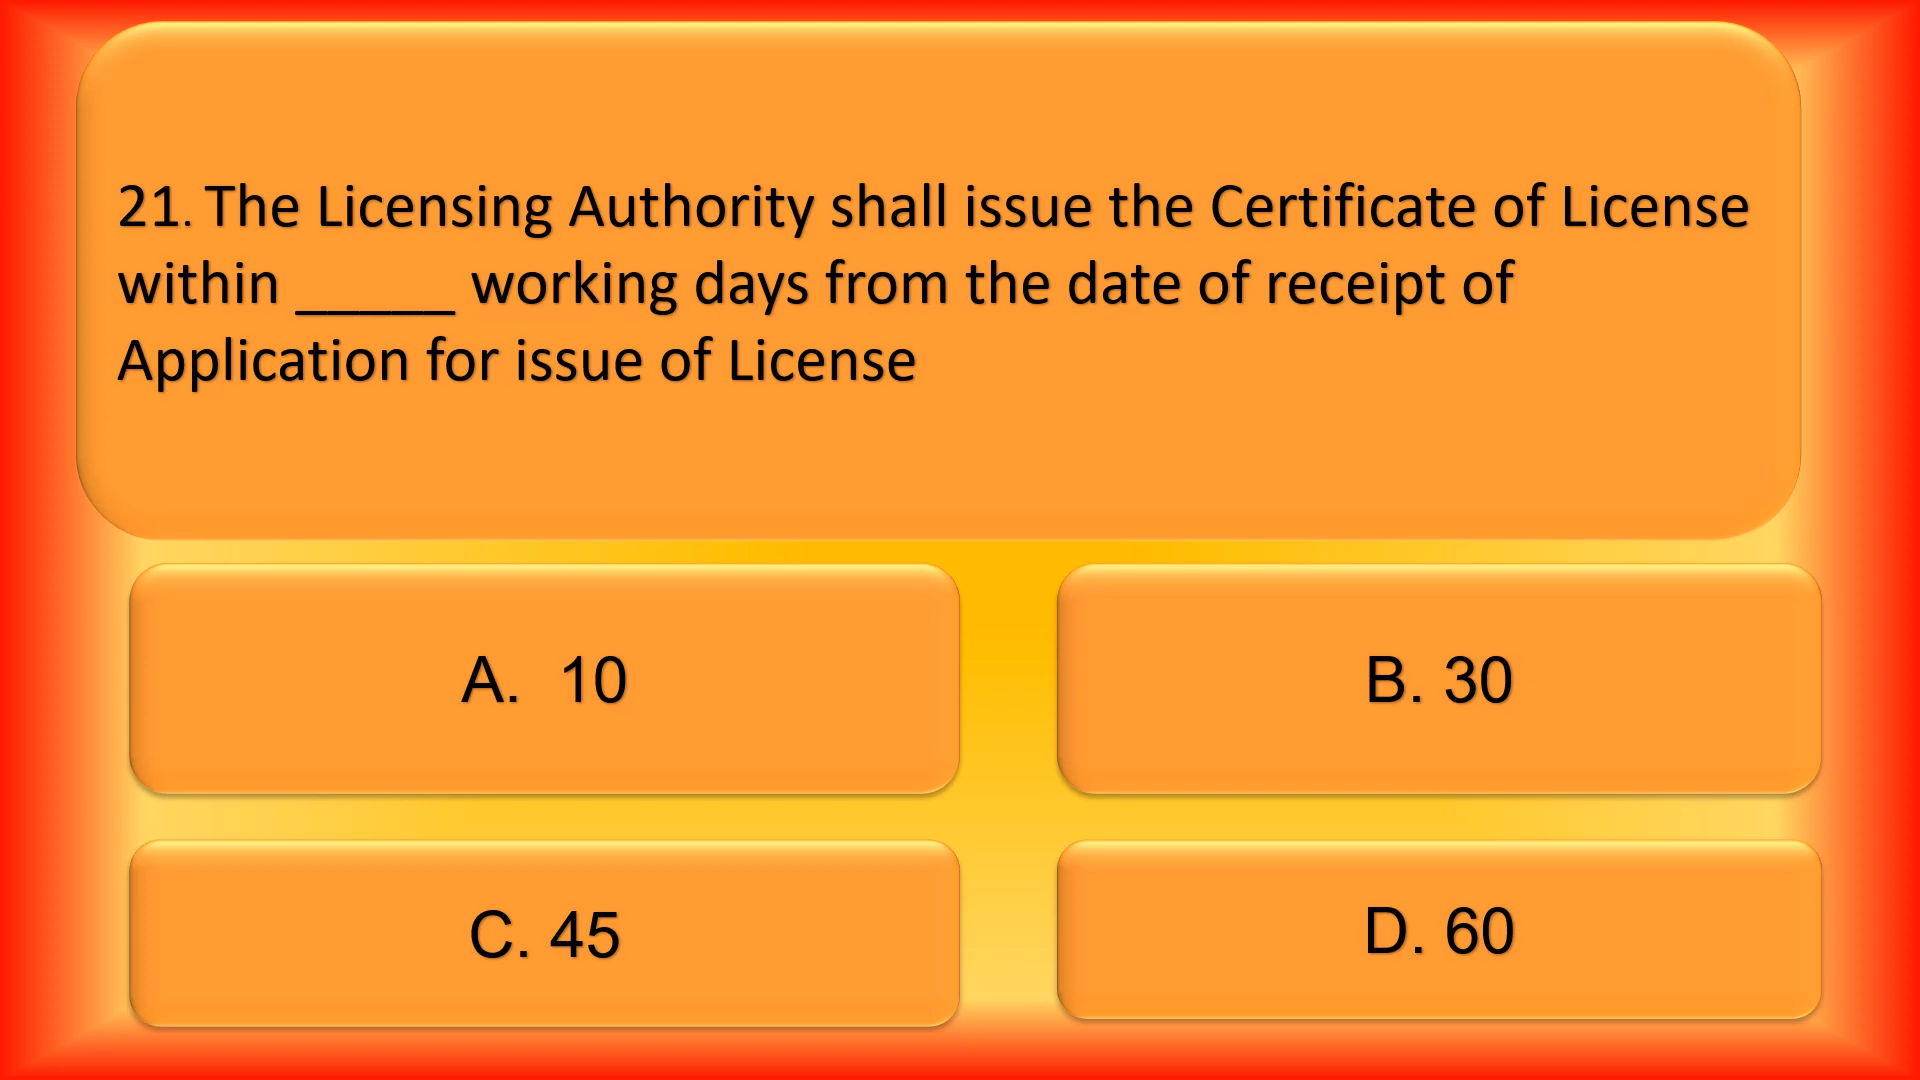 21. The Licensing Authority shall issue the Certificate of License
within _____ working days from the date of receipt of
Application for issue of License
A.  10
B. 30
C. 45
D. 60